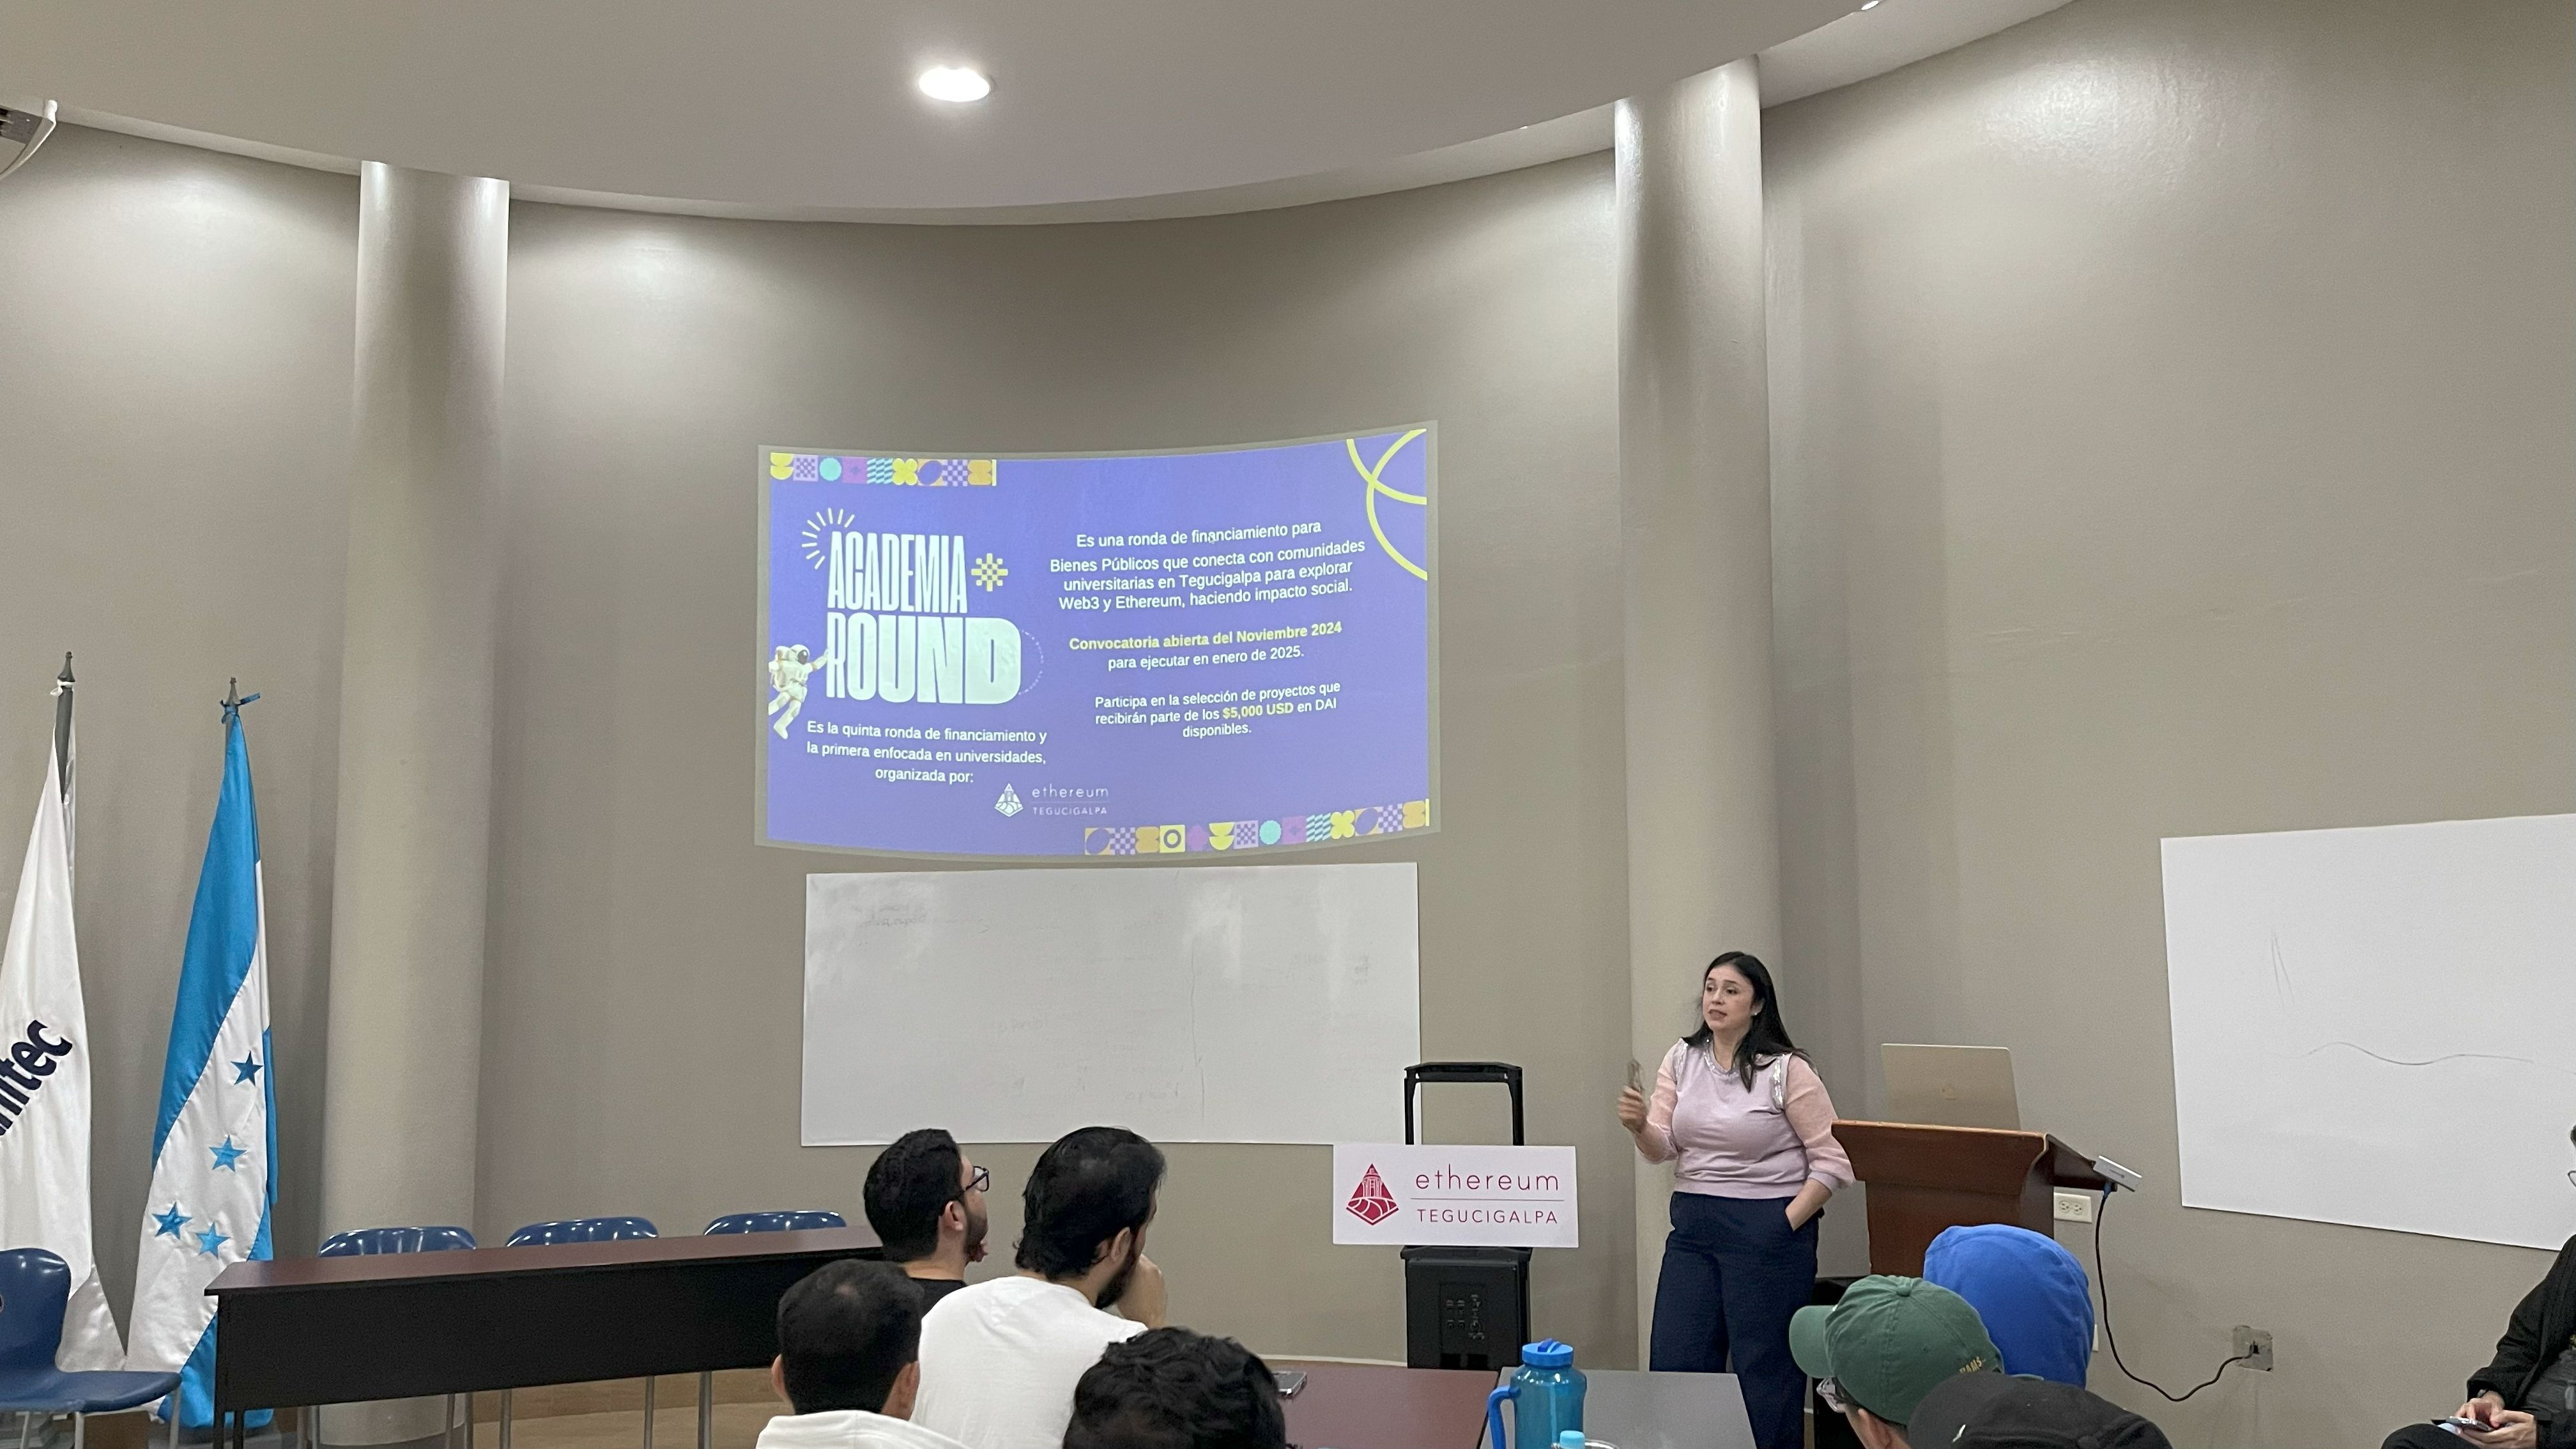 ACADEMIA
ROUND
Es la quinta ronda de financiamiento y
la primera enfocada en universidades,
organizada por:
ethereum
TEGUCIGALPA
Es una ronda de financiamiento para
Bienes Públicos que conecta con comunidades
universitarias en Tegucigalpa para explorar
Web3 y Ethereum, haciendo impacto social.
Convocatoria abierta del Noviembre 2024
para ejecutar en enero de 2025.
Participa en la selección de proyectos que
recibirán parte de los $5,000 USD en DAI
disponibles.
ethereum
TEGUCIGALPA